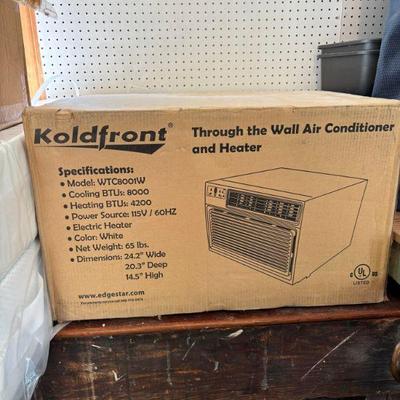 Koldfront®
Through the Wall Air Conditioner
and Heater
Specifications:
• Model: WTC8001W
• Cooling BTUs: 8000
• Heating BTUs: 4200
• Power Source: 115V / 60HZ
• Electric Heater
• Color: White
• Net Weight: 65 lbs.
• Dimensions: 24.2" Wide
20.3" Deep
14.5" High
www.edgestar.com
C UL US
LISTED